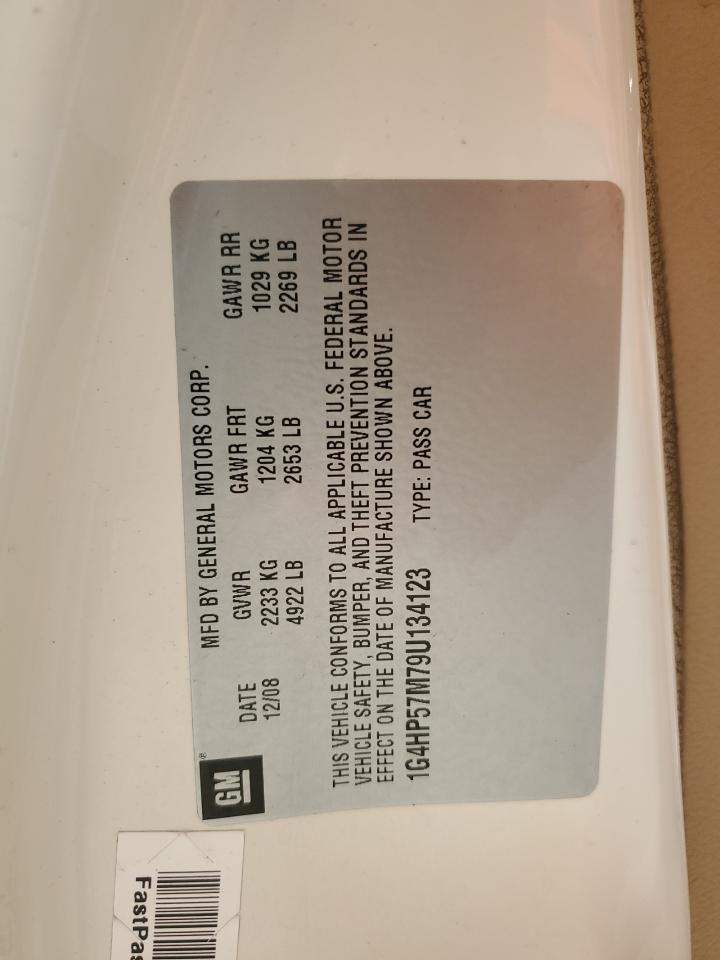 GM®
MFD BY GENERAL MOTORS CORP.
DATE GVWR GAWR FRT GAWR RR
12/08 2233 KG 1204 KG 1029 KG
4922 LB 2653 LB 2269 LB
THIS VEHICLE CONFORMS TO ALL APPLICABLE U.S. FEDERAL MOTOR
VEHICLE SAFETY, BUMPER, AND THEFT PREVENTION STANDARDS IN
EFFECT ON THE DATE OF MANUFACTURE SHOWN ABOVE.
1G4HP57M79U134123 TYPE: PASS CAR